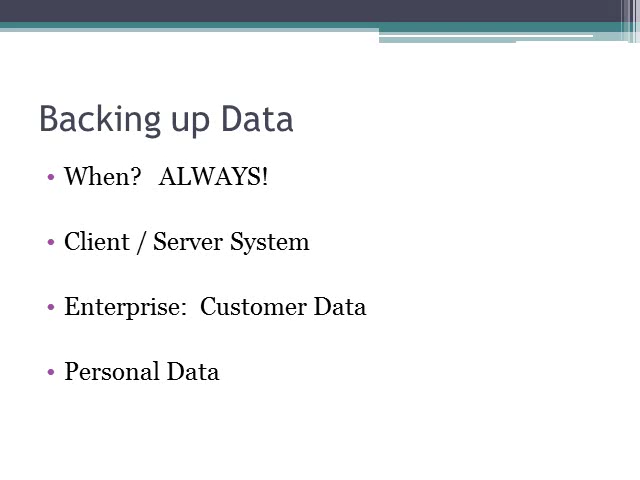 Backing up Data
• When?   ALWAYS!
• Client / Server System
• Enterprise:  Customer Data
• Personal Data